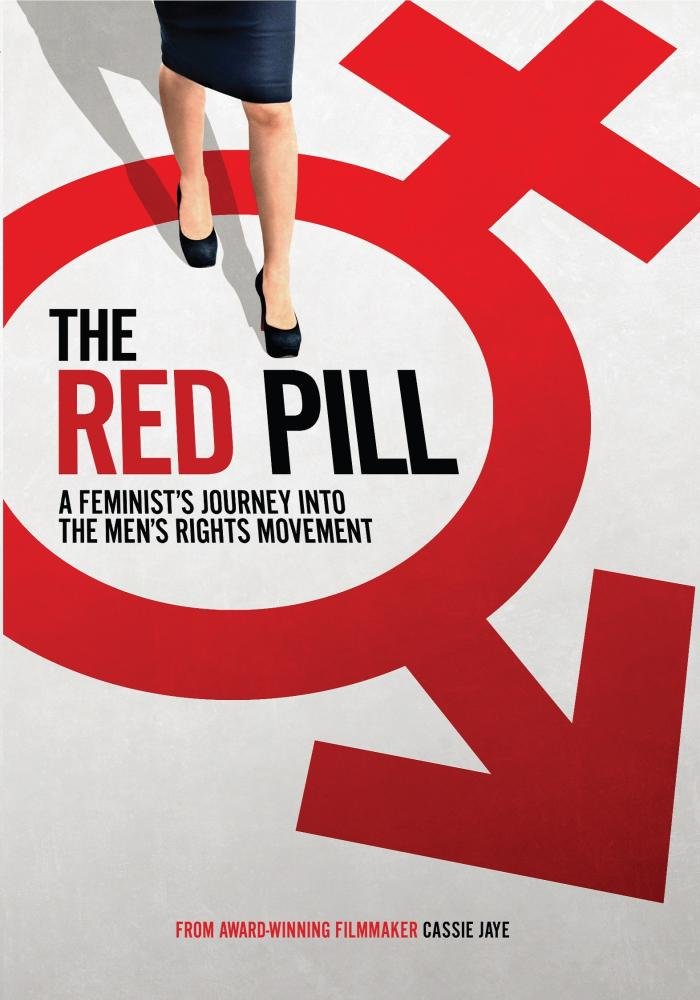 THE
RED PILL
A FEMINIST'S JOURNEY INTO
THE MEN'S RIGHTS MOVEMENT
FROM AWARD-WINNING FILMMAKER CASSIE JAYE